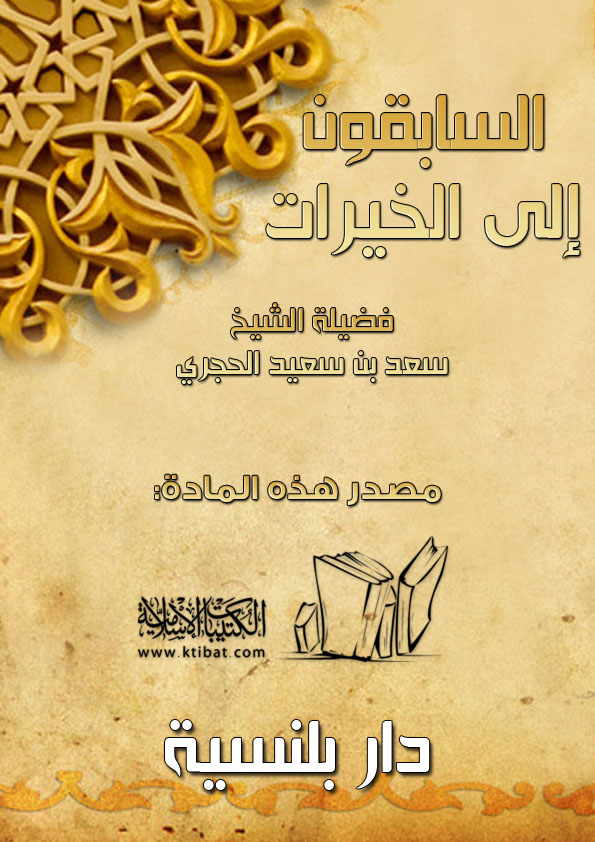 السابقون
إلى الخيرات
فضيلة الشيخ
سعد بن سعيد الحجري
مصدر هذه المادة:
الكتيبات الإسلامية
www.ktibat.com
دار بلنسية